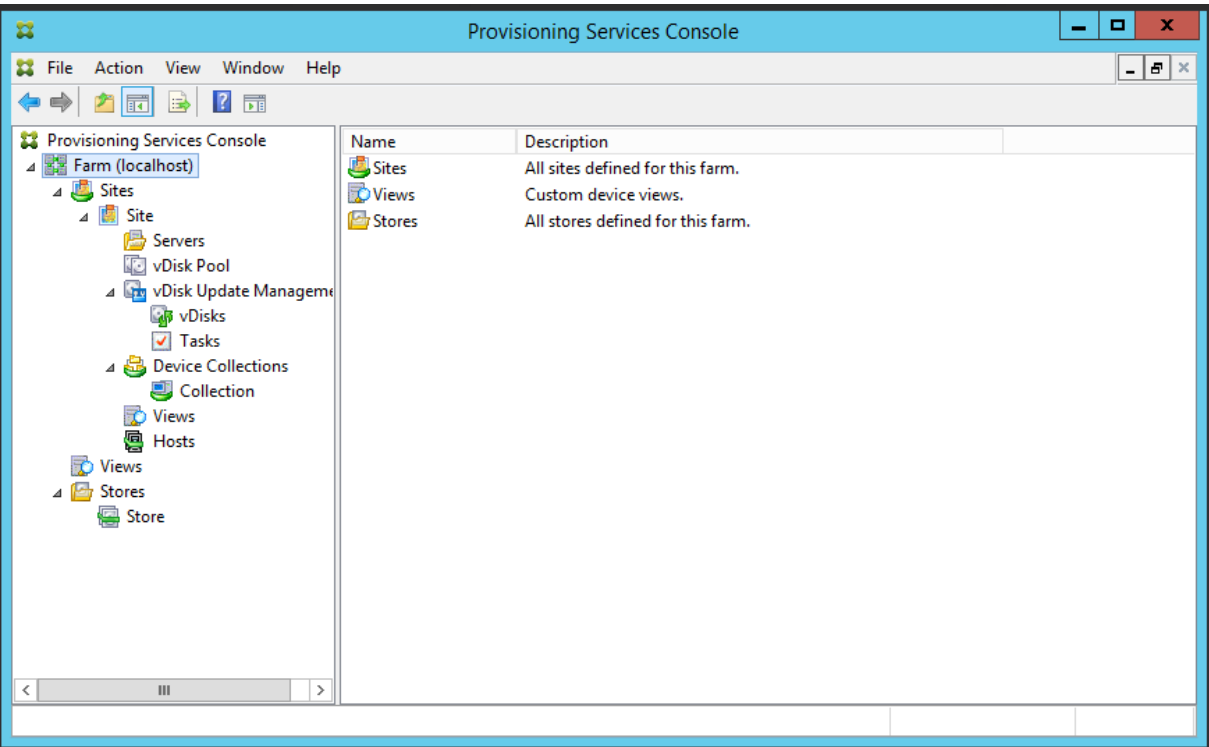 Provisioning Services Console
File Action View Window Help
Provisioning Services Console
Farm (localhost)
Sites
Site
Servers
vDisk Pool
vDisk Update Manageme
vDisks
Tasks
Device Collections
Collection
Views
Hosts
Views
Stores
Store
Name Description
Sites All sites defined for this farm.
Views Custom device views.
Stores All stores defined for this farm.